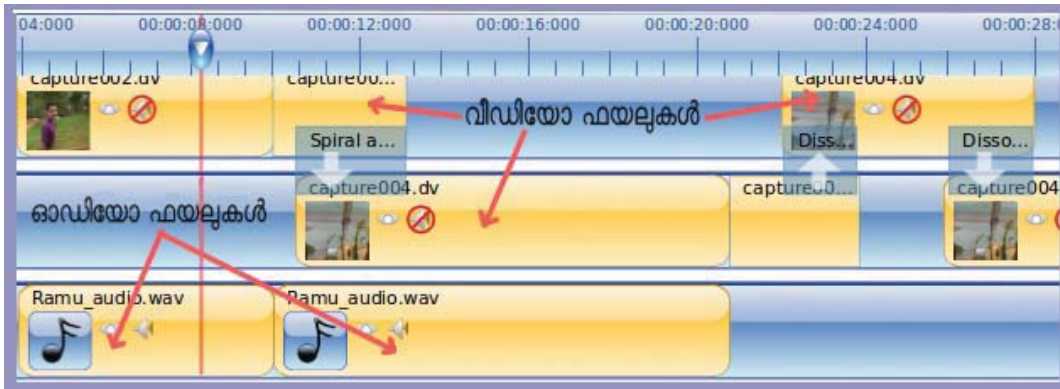 04:000 00:00:08:000 00:00:12:000 00:00:16:000 00:00:20:000 00:00:24:000 00:00:28:
capture002.dv capture00... capture004.dv
വീഡിയോ ഫയലുകൾ
Spiral a... Diss... Disso...
capture004.dv capture00... capture004
ഓഡിയോ ഫയലുകൾ
Ramu_audio.wav Ramu_audio.wav